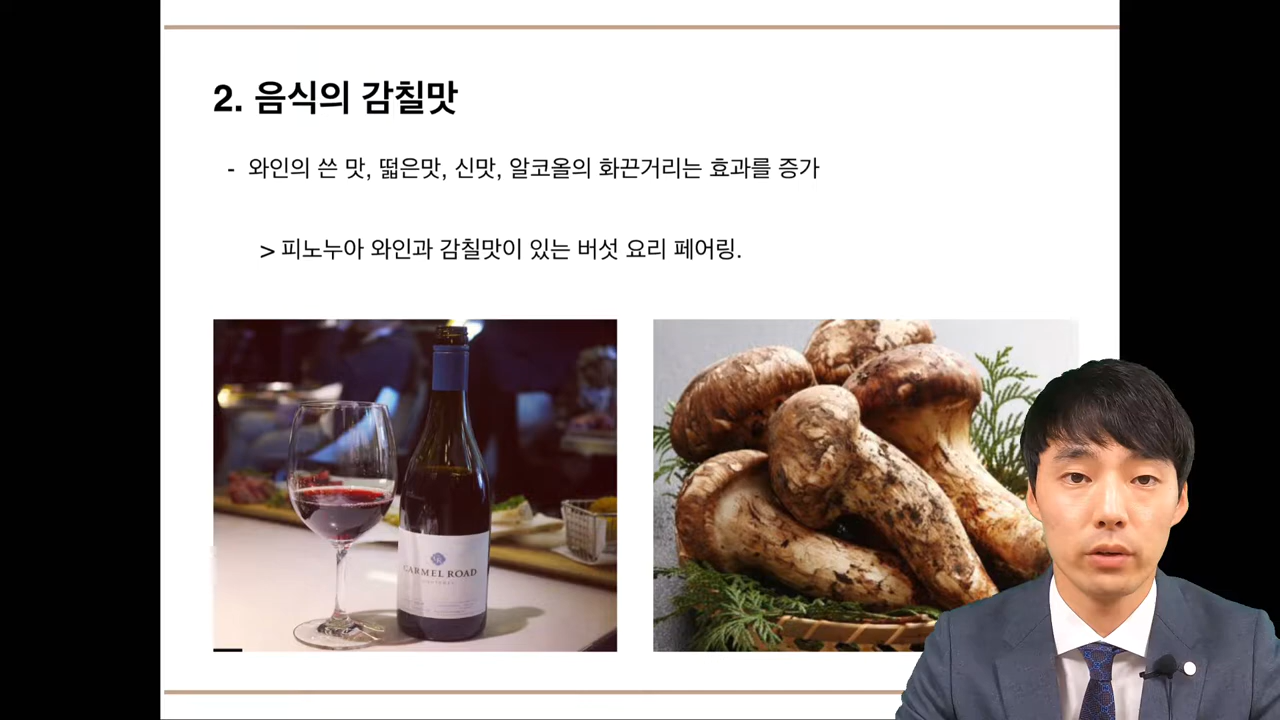 2. 음식의 감칠맛
- 와인의 쓴 맛, 떫은맛, 신맛, 알코올의 화끈거리는 효과를 증가
> 피노누아 와인과 감칠맛이 있는 버섯 요리 페어링.
CARMEL ROAD